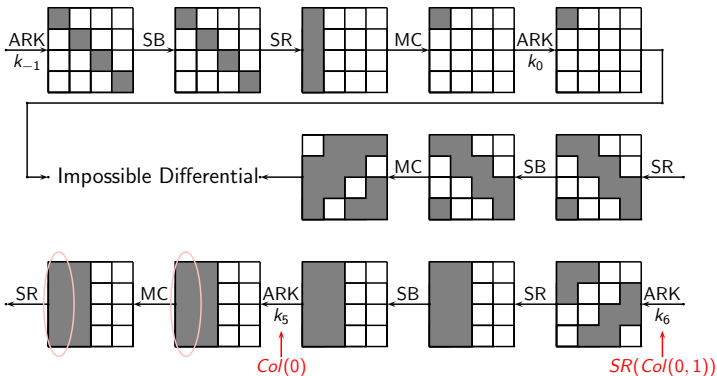 ARK SB SR MC ARK
k₋₁ k₀
Impossible Differential MC SB SR
SR MC ARK SB SR ARK
k₅ k₆
Col(0) SR(Col(0, 1))